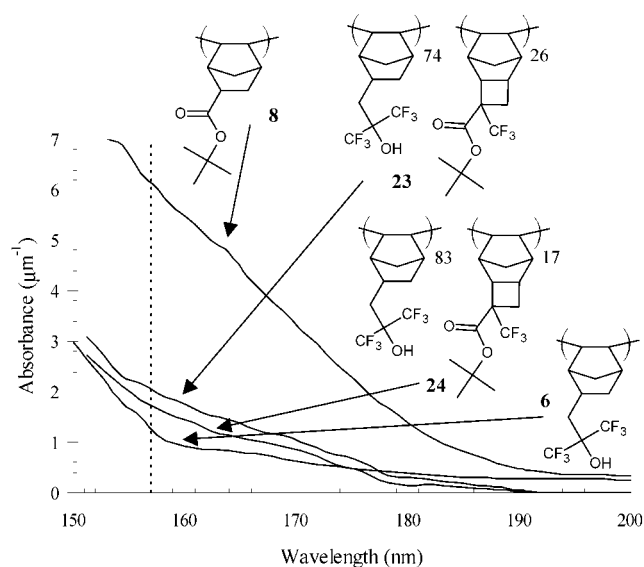 74
26
O
O
8
CF₃
CF₃
OH
O
CF₃
O
7
6
5
4
3
2
1
0
23
83
17
CF₃
CF₃
OH
O
CF₃
O
24
6
CF₃
CF₃
OH
150
160
170
180
190
200
Absorbance (µm⁻¹)
Wavelength (nm)